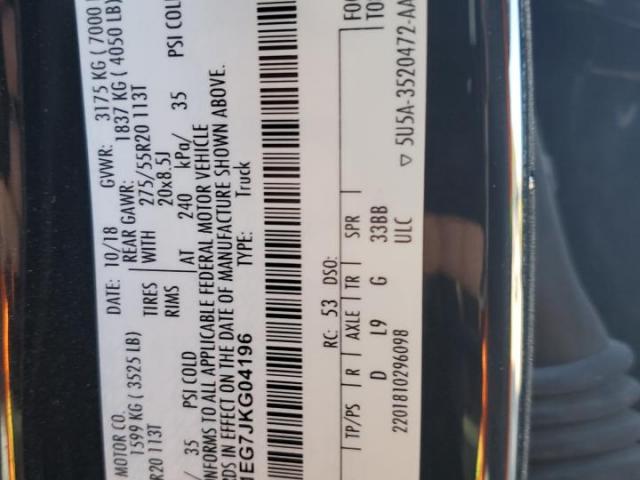 MOTOR CO. DATE: 10/18 GVWR: 3175 KG ( 7000
1599 KG ( 3525 LB) REAR GAWR: 1837 KG ( 4050 LB)
R20 113T TIRES WITH 275/55R20 113T
RIMS 20x8.5J
/ 35 PSI COLD AT 240 kPa/ 35 PSI COL
NFORMS TO ALL APPLICABLE FEDERAL MOTOR VEHICLE
RDS IN EFFECT ON THE DATE OF MANUFACTURE SHOWN ABOVE.
1EG7JKG04196 Truck
RC: 53 DSO: FO
TP/PS R AXLE TR SPR TO
D L9 G 33BB
2201810296098 ULC ▽ 5U5A-3520472-AA